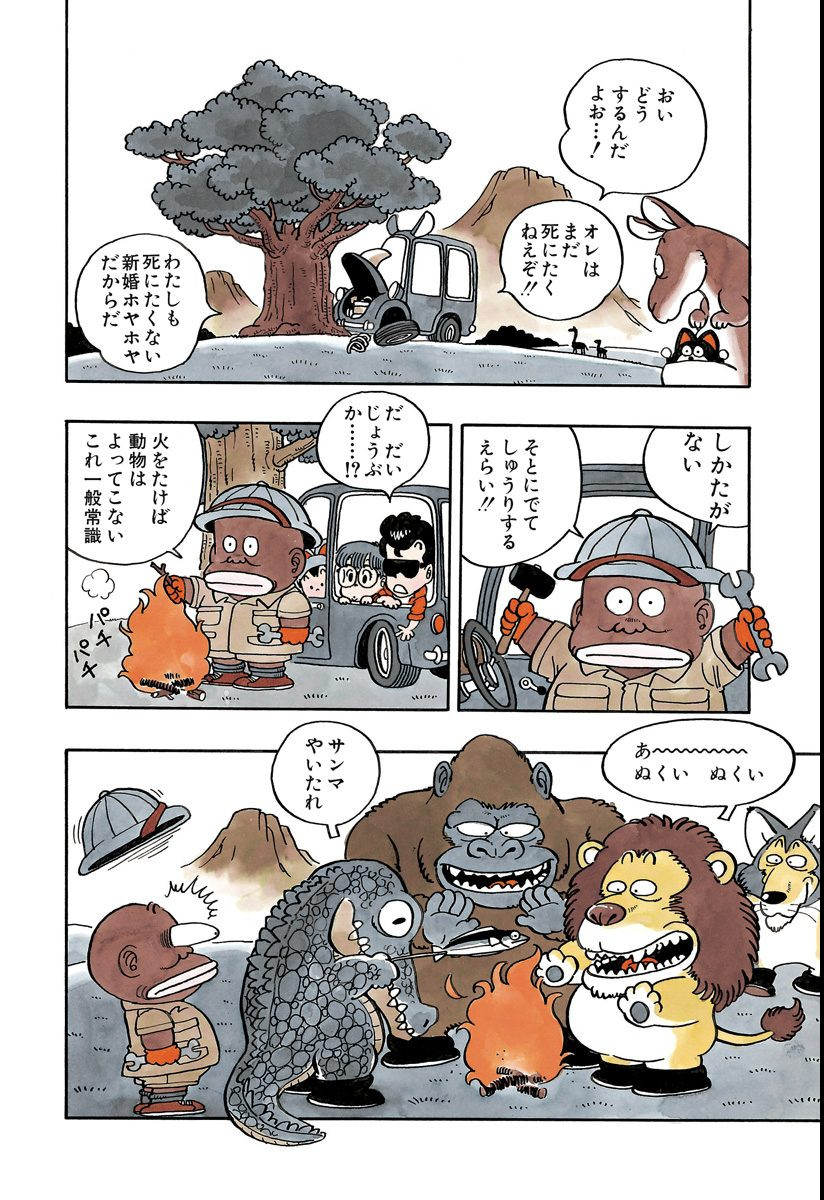 おい
どう
するんだ
よお…！
オレは
まだ
死にたく
ねえぞ!!
わたしも
死にたくない
新婚ホヤホヤ
だからだ
しかたが
ない
そとにでて
しゅうりする
えらい!!
だ だい
じょうぶ
か……!?
火をたけば
動物は
よってこない
これ一般常識
パチパチ
あ〜〜〜〜〜〜
ぬくい ぬくい
サンマ
やいたれ